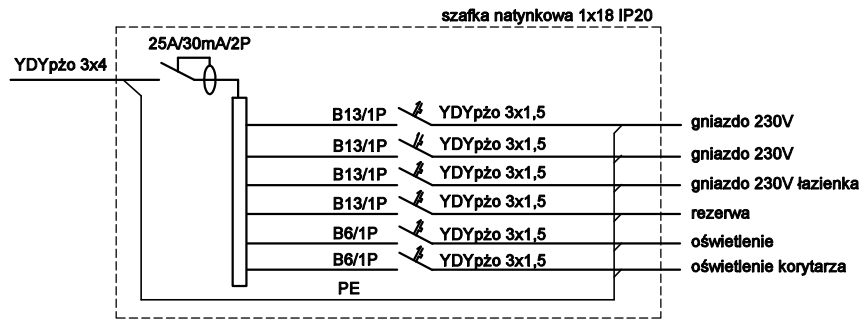 szafka natynkowa 1x18 IP20
25A/30mA/2P
YDYpżo 3x4
B13/1P YDYpżo 3x1,5 gniazdo 230V
B13/1P YDYpżo 3x1,5 gniazdo 230V
B13/1P YDYpżo 3x1,5 gniazdo 230V łazienka
B13/1P YDYpżo 3x1,5 rezerwa
B6/1P YDYpżo 3x1,5 oświetlenie
B6/1P YDYpżo 3x1,5 oświetlenie korytarza
PE